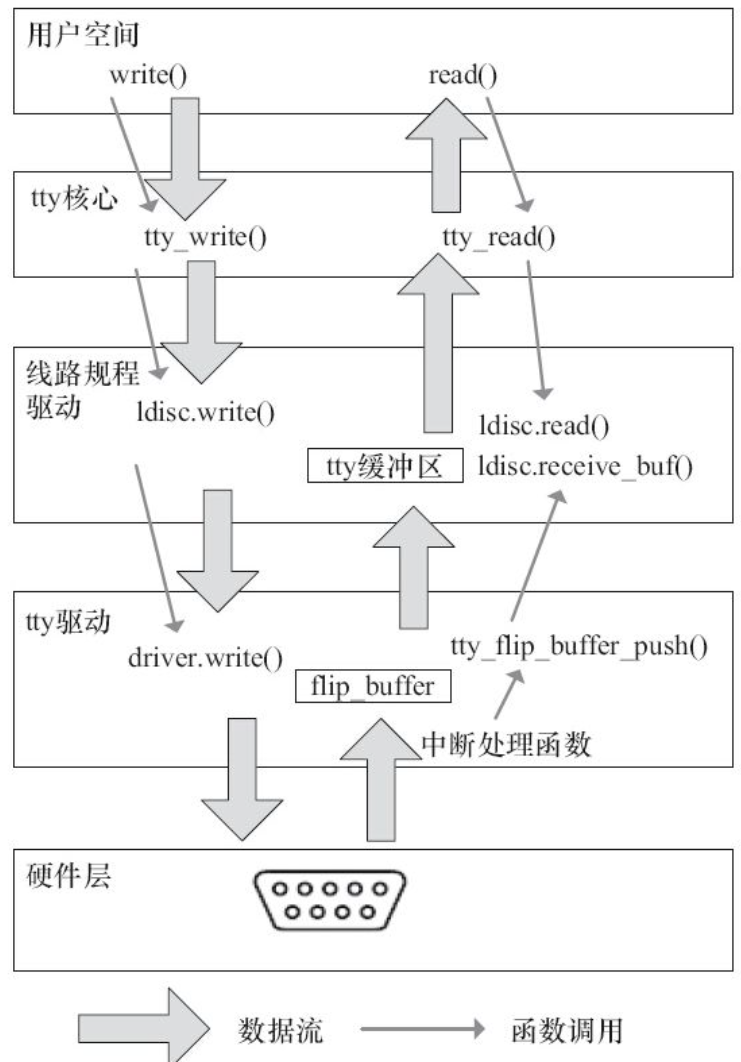 用户空间
write()
read()
tty核心
tty_write()
tty_read()
线路规程
驱动
ldisc.write()
ldisc.read()
tty缓冲区
ldisc.receive_buf()
tty驱动
driver.write()
tty_flip_buffer_push()
flip_buffer
中断处理函数
硬件层
数据流
函数调用